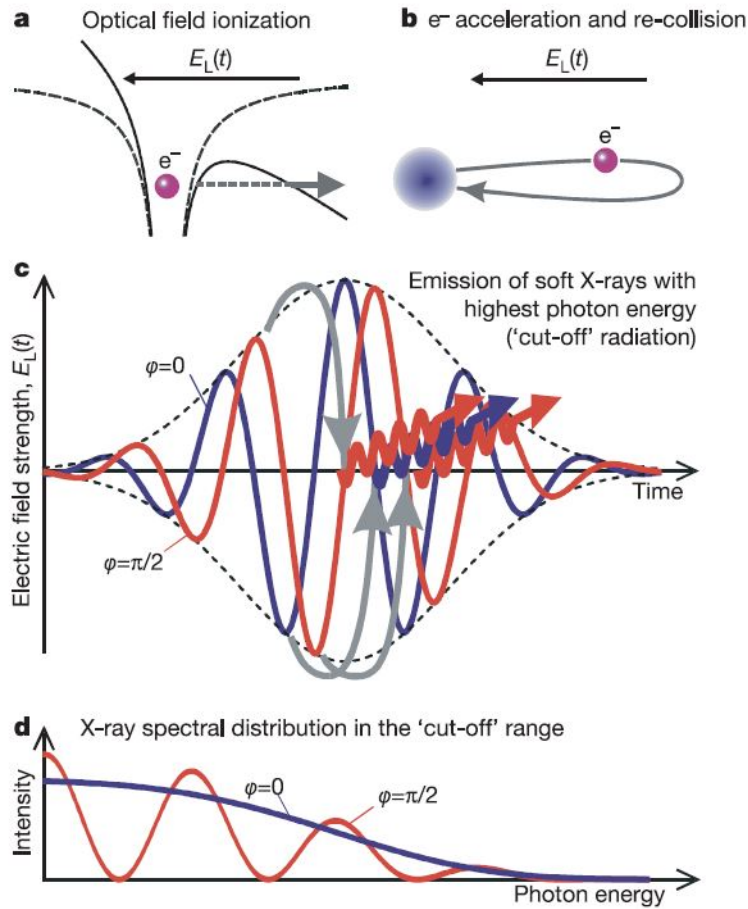 a Optical field ionization
E_L(t)
e⁻
b e⁻ acceleration and re-collision
E_L(t)
e⁻
c
Emission of soft X-rays with
highest photon energy
('cut-off' radiation)
φ=0
φ=π/2
Electric field strength, E_L(t)
Time
d X-ray spectral distribution in the 'cut-off' range
φ=0
φ=π/2
Intensity
Photon energy